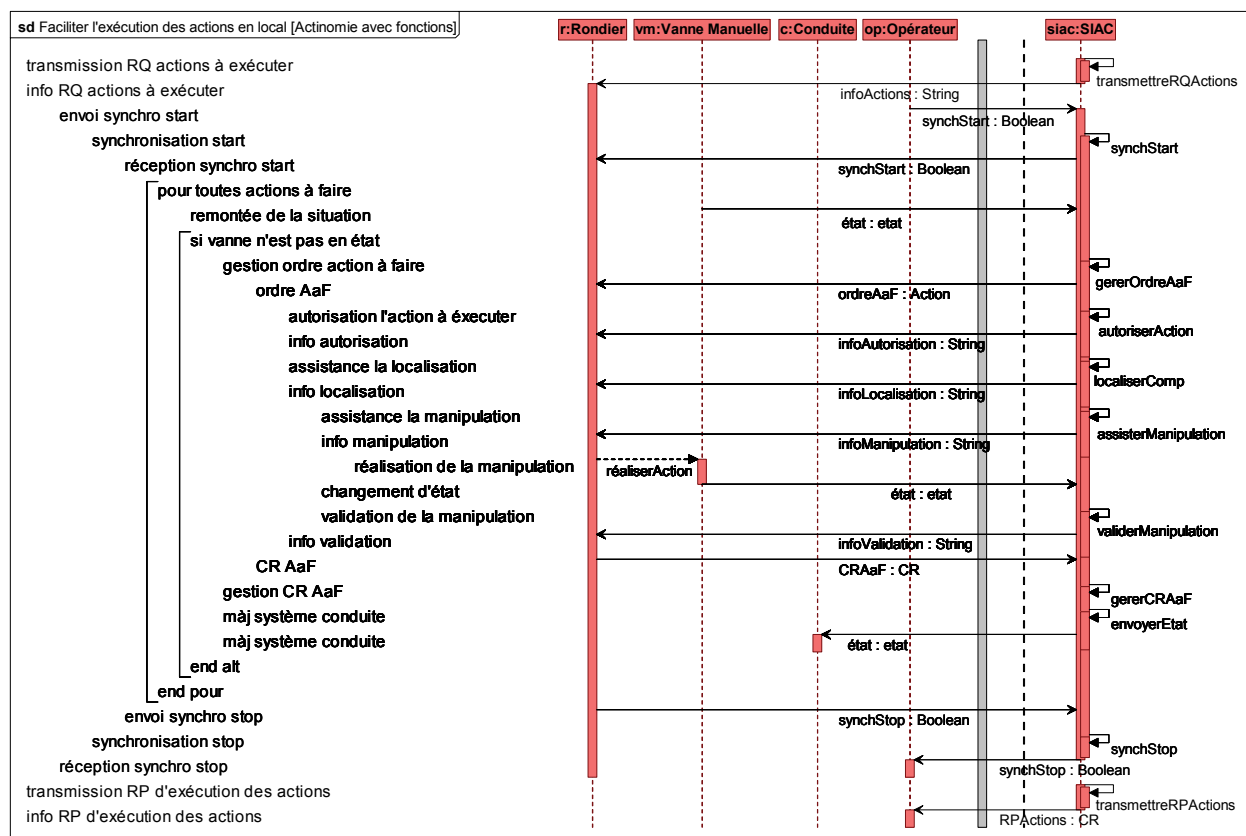 sd Faciliter l'exécution des actions en local [Actinomie avec fonctions]
r:Rondier vm:Vanne Manuelle c:Conduite op:Opérateur siac:SIAC
transmission RQ actions à exécuter
transmettreRQActions
info RQ actions à exécuter
infoActions : String
envoi synchro start
synchStart : Boolean
synchronisation start
synchStart
réception synchro start
synchStart : Boolean
pour toutes actions à faire
remontée de la situation
état : etat
si vanne n'est pas en état
gestion ordre action à faire
gererOrdreAaF
ordre AaF
ordreAaF : Action
autorisation l'action à éxecuter
autoriserAction
info autorisation
infoAutorisation : String
assistance la localisation
localiserComp
info localisation
infoLocalisation : String
assistance la manipulation
assisterManipulation
info manipulation
infoManipulation : String
réalisation de la manipulation
réaliserAction
changement d'état
état : etat
validation de la manipulation
validerManipulation
info validation
infoValidation : String
CR AaF
CRAaF : CR
gestion CR AaF
gererCRAaF
màj système conduite
envoyerEtat
màj système conduite
état : etat
end alt
end pour
envoi synchro stop
synchStop : Boolean
synchronisation stop
synchStop
réception synchro stop
synchStop : Boolean
transmission RP d'exécution des actions
transmettreRPActions
info RP d'exécution des actions
RPActions : CR